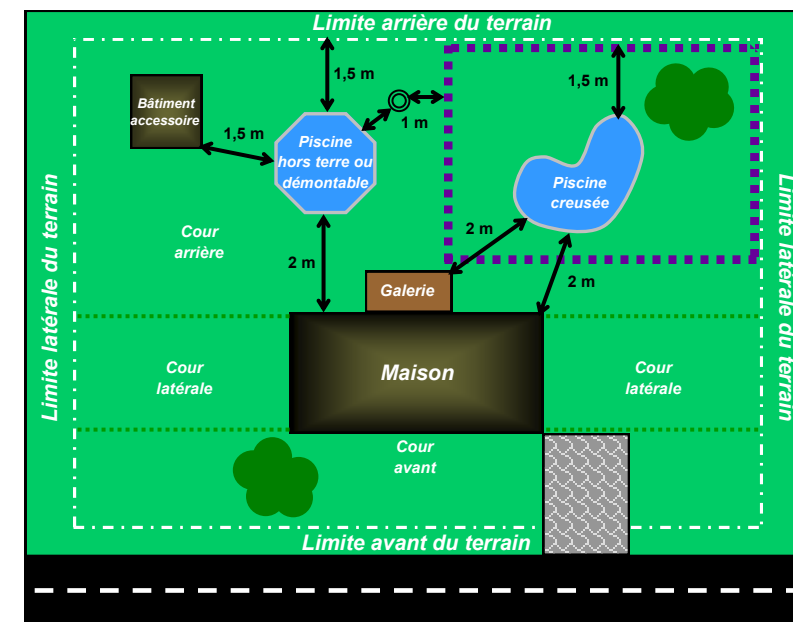 Limite arrière du terrain
1,5 m
1,5 m
Bâtiment
accessoire
1,5 m
1 m
Piscine
hors terre ou
démontable
Piscine
creusée
Limite latérale du terrain
Limite latérale du terrain
Cour
arrière
2 m
2 m
2 m
Galerie
Cour
latérale
Maison
Cour
latérale
Cour
avant
Limite avant du terrain